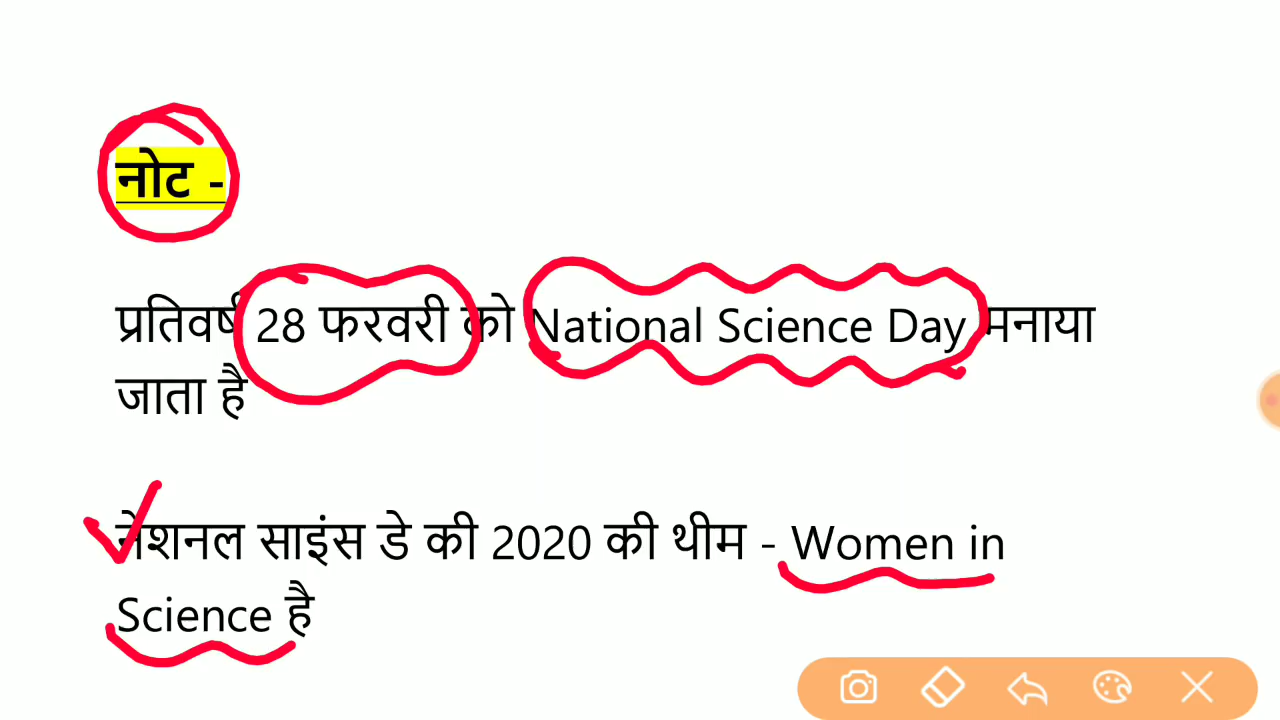 नोट -
प्रतिवर्ष 28 फरवरी को National Science Day मनाया
जाता है
नेशनल साइंस डे की 2020 की थीम - Women in
Science है